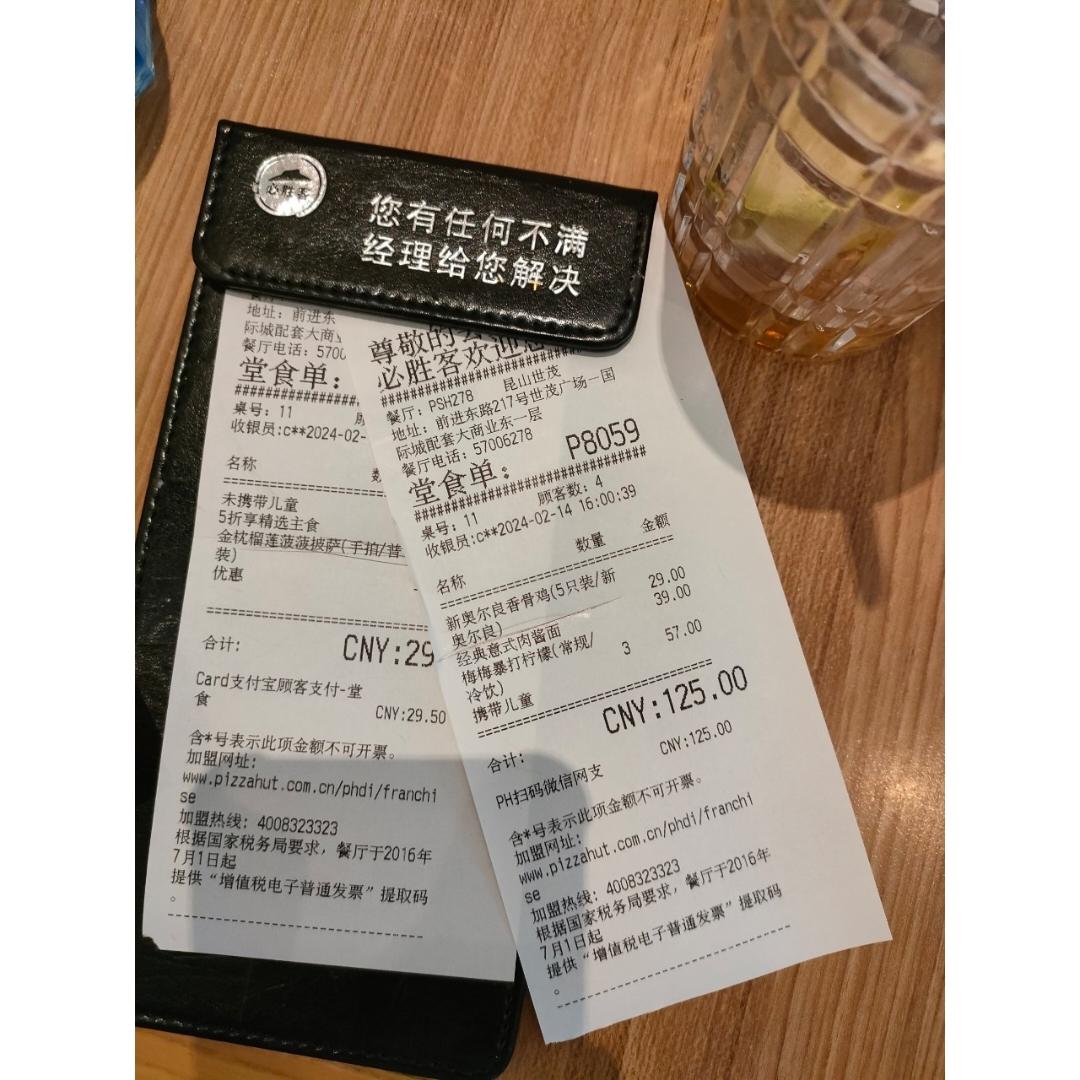 必胜客
您有任何不满
经理给您解决
地址：前进东
际城配套大商业
餐厅电话：5700
堂食单：
##################
桌号：11
收银员:c**2024-02-
名称
未携带儿童
5折享精选主食
金枕榴莲菠菠披萨(手拍/普
装)
优惠
合计：
CNY:29
Card支付宝顾客支付-堂
食
CNY:29.50
含*号表示此项金额不可开票。
加盟网址：
www.pizzahut.com.cn/phdi/franchi
se
加盟热线：4008323323
根据国家税务局要求，餐厅于2016年
7月1日起
提供“增值税电子普通发票”提取码
。
尊敬的
必胜客欢迎您
餐厅：PSH278 昆山世茂
地址：前进东路217号世茂广场一国
际城配套大商业东一层
餐厅电话：57006278
堂食单： P8059
桌号：11 顾客数：4
收银员:c**2024-02-14 16:00:39
名称 数量 金额
新奥尔良香骨鸡(5只装/新 29.00
奥尔良)
经典意式肉酱面 39.00
梅梅暴打柠檬(常规/ 3 57.00
冷饮)
携带儿童
合计： CNY:125.00
PH扫码微信网支 CNY:125.00
含*号表示此项金额不可开票。
加盟网址：
www.pizzahut.com.cn/phdi/franchi
se
加盟热线：4008323323
根据国家税务局要求，餐厅于2016年
7月1日起
提供“增值税电子普通发票”提取码
。